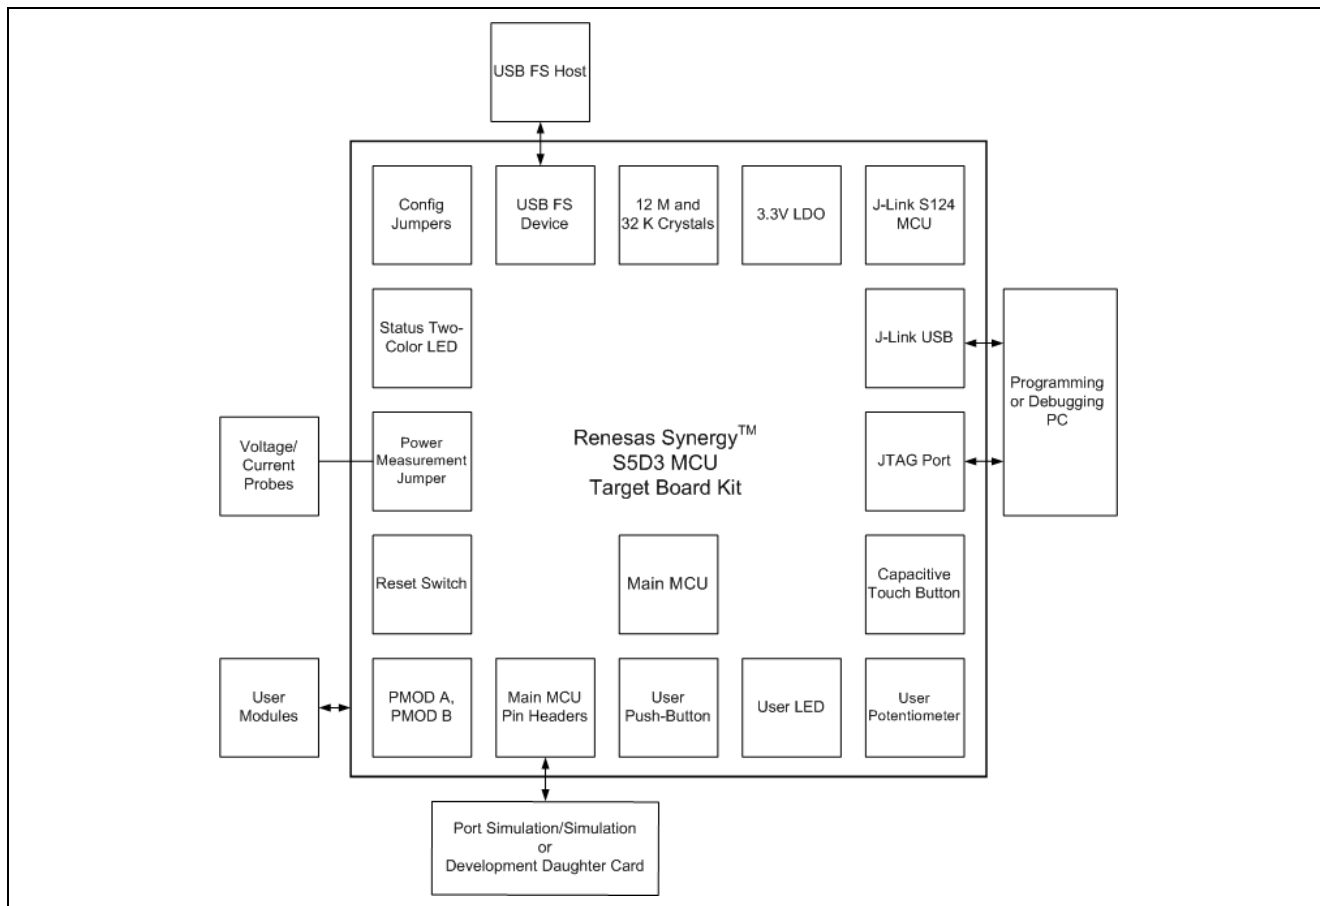 USB FS Host
Config
Jumpers
USB FS
Device
12 M and
32 K Crystals
3.3V LDO
J-Link S124
MCU
Status Two-
Color LED
J-Link USB
Programming
or Debugging
PC
Voltage/
Current
Probes
Power
Measurement
Jumper
Renesas Synergy™
S5D3 MCU
Target Board Kit
JTAG Port
Reset Switch
Main MCU
Capacitive
Touch Button
User
Modules
PMOD A,
PMOD B
Main MCU
Pin Headers
User
Push-Button
User LED
User
Potentiometer
Port Simulation/Simulation
or
Development Daughter Card